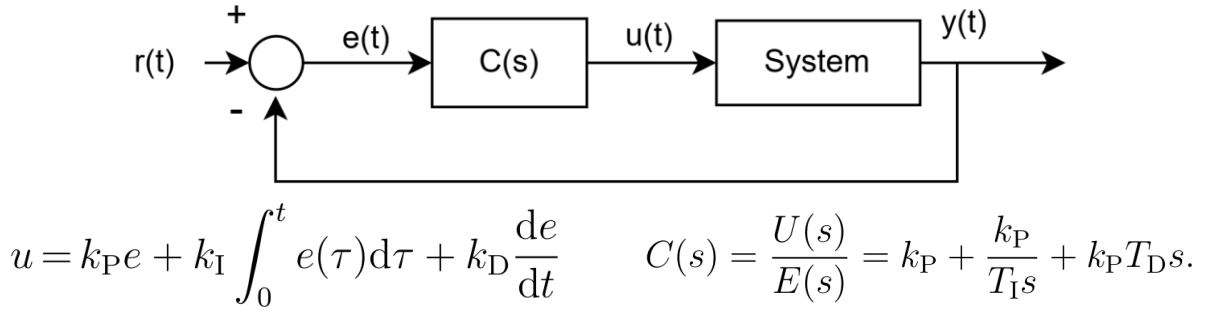 +
r(t) e(t) C(s) u(t) System y(t)
-
u = k_P e + k_I ∫_0^t e(τ)dτ + k_D de/dt
C(s) = U(s)/E(s) = k_P + k_P/(T_I s) + k_P T_D s.